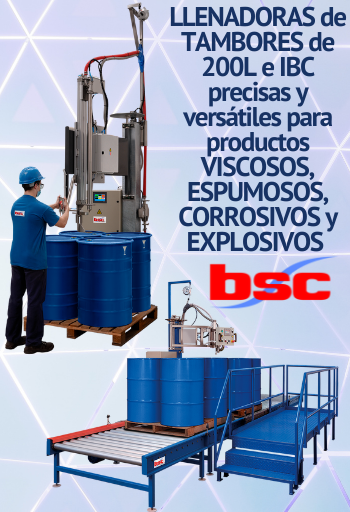 LLENADORAS de
TAMBORES de
200L e IBC
precisas y
versátiles para
productos
VISCOSOS,
ESPUMOSOS,
CORROSIVOS y
EXPLOSIVOS
bsc